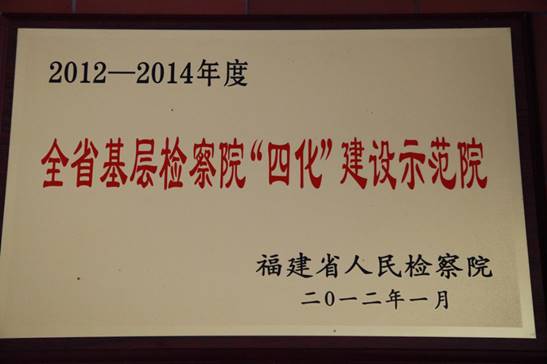 2012—2014年度
全省基层检察院“四化”建设示范院
福建省人民检察院
二〇一二年一月